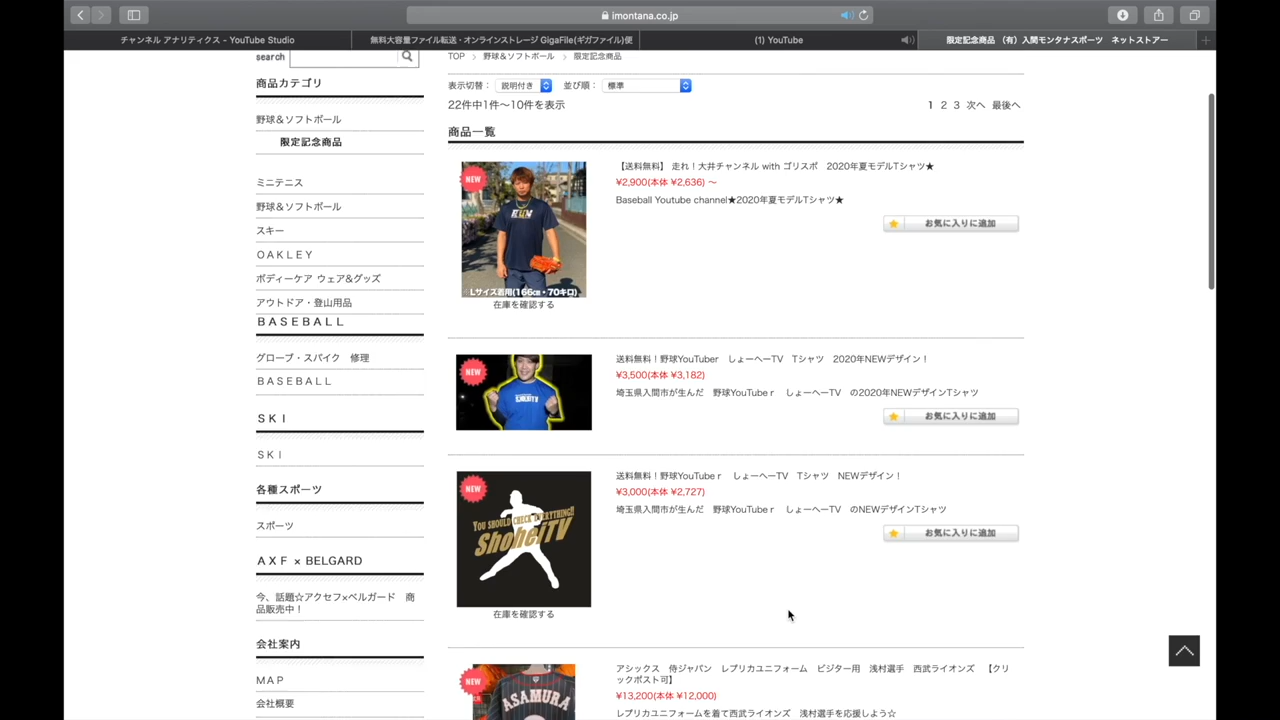 imontana.co.jp
チャンネル アナリティクス - YouTube Studio
無料大容量ファイル転送・オンラインストレージ GigaFile(ギガファイル)便
(1) YouTube
限定記念商品 (有)入間モンタナスポーツ ネットストアー
search
TOP > 野球&ソフトボール > 限定記念商品
商品カテゴリ
野球&ソフトボール
限定記念商品
ミニテニス
野球&ソフトボール
スキー
OAKLEY
ボディーケア ウェア&グッズ
アウトドア・登山用品
BASEBALL
グローブ・スパイク 修理
BASEBALL
SKI
SKI
各種スポーツ
スポーツ
AXF × BELGARD
今、話題☆アクセフ×ベルガード 商
品販売中!
会社案内
MAP
会社概要
表示切替: 説明付き 並び順: 標準
22件中1件〜10件を表示
1 2 3 次へ 最後へ
商品一覧
NEW
RUN
※Lサイズ着用(166cm・70キロ)
在庫を確認する
【送料無料】 走れ!大井チャンネル with ゴリスポ 2020年夏モデルTシャツ★
¥2,900(本体 ¥2,636) 〜
Baseball Youtube channel★2020年夏モデルTシャツ★
お気に入りに追加
NEW
SHOHEITV
送料無料!野球YouTuber しょーへーTV Tシャツ 2020年NEWデザイン!
¥3,500(本体 ¥3,182)
埼玉県入間市が生んだ 野球YouTuber しょーへーTV の2020年NEWデザインTシャツ
お気に入りに追加
NEW
YOU SHOULD CHECK EVERYTHING!!
ShoheiTV
在庫を確認する
送料無料!野球YouTuber しょーへーTV Tシャツ NEWデザイン!
¥3,000(本体 ¥2,727)
埼玉県入間市が生んだ 野球YouTuber しょーへーTV のNEWデザインTシャツ
お気に入りに追加
NEW
ASAMURA
アシックス 侍ジャパン レプリカユニフォーム ビジター用 浅村選手 西武ライオンズ 【クリ
ックポスト可】
¥13,200(本体 ¥12,000)
レプリカユニフォームを着て西武ライオンズ 浅村選手を応援しよう☆